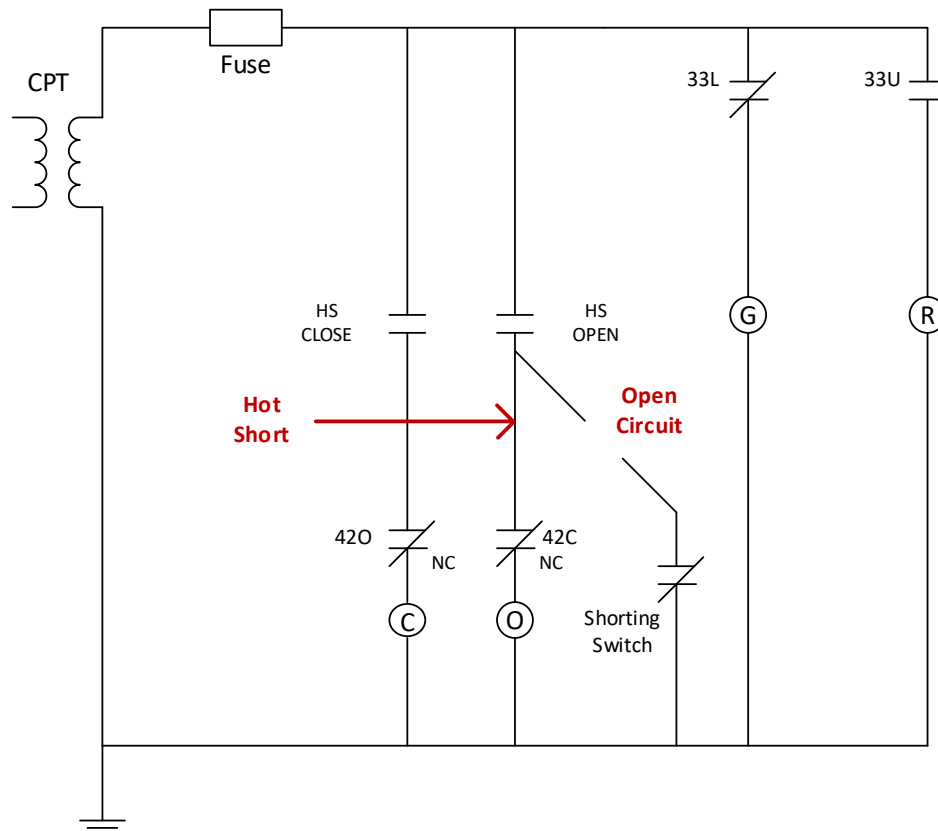 Fuse
CPT
33L
33U
HS
CLOSE
HS
OPEN
G
R
Hot
Short
Open
Circuit
42O
NC
42C
NC
C
O
Shorting
Switch